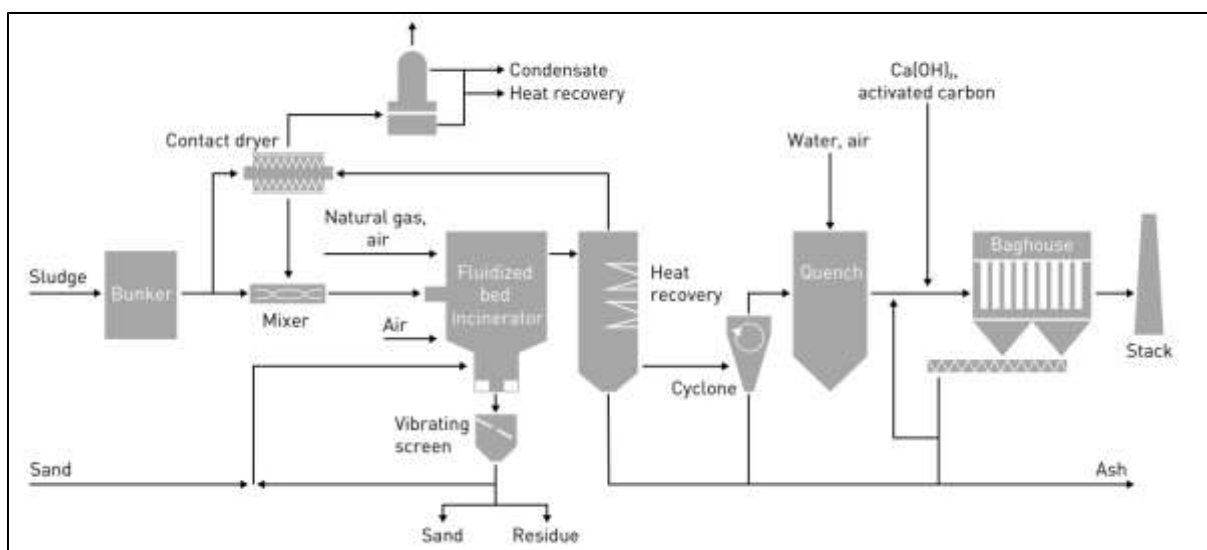 Condensate
Heat recovery
Ca(OH)₂,
activated carbon
Contact dryer
Water, air
Natural gas,
air
Sludge
Bunker
Mixer
Fluidized
bed
incinerator
Heat
recovery
Quench
Baghouse
Air
Cyclone
Stack
Vibrating
screen
Sand
Ash
Sand
Residue